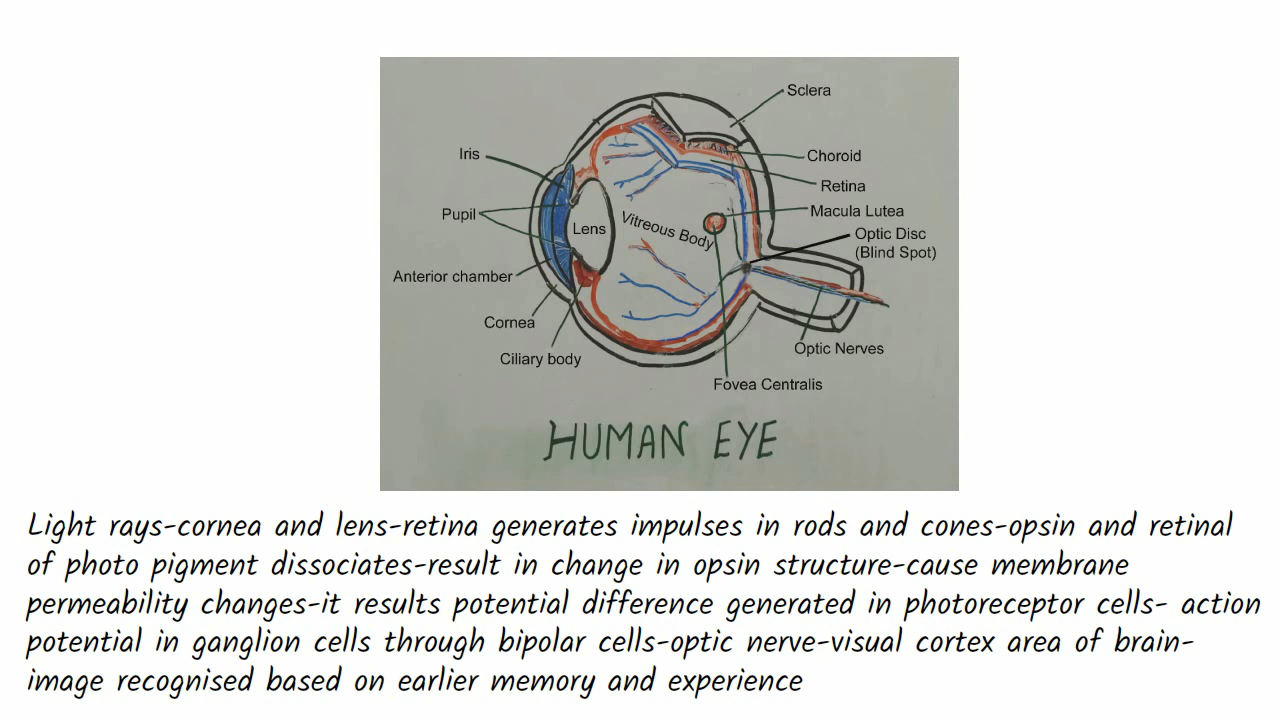 Sclera
Iris
Choroid
Retina
Pupil
Macula Lutea
Lens
Vitreous Body
Optic Disc
(Blind Spot)
Anterior chamber
Cornea
Optic Nerves
Ciliary body
Fovea Centralis
HUMAN EYE
Light rays-cornea and lens-retina generates impulses in rods and cones-opsin and retinal
of photo pigment dissociates-result in change in opsin structure-cause membrane
permeability changes-it results potential difference generated in photoreceptor cells- action
potential in ganglion cells through bipolar cells-optic nerve-visual cortex area of brain-
image recognised based on earlier memory and experience